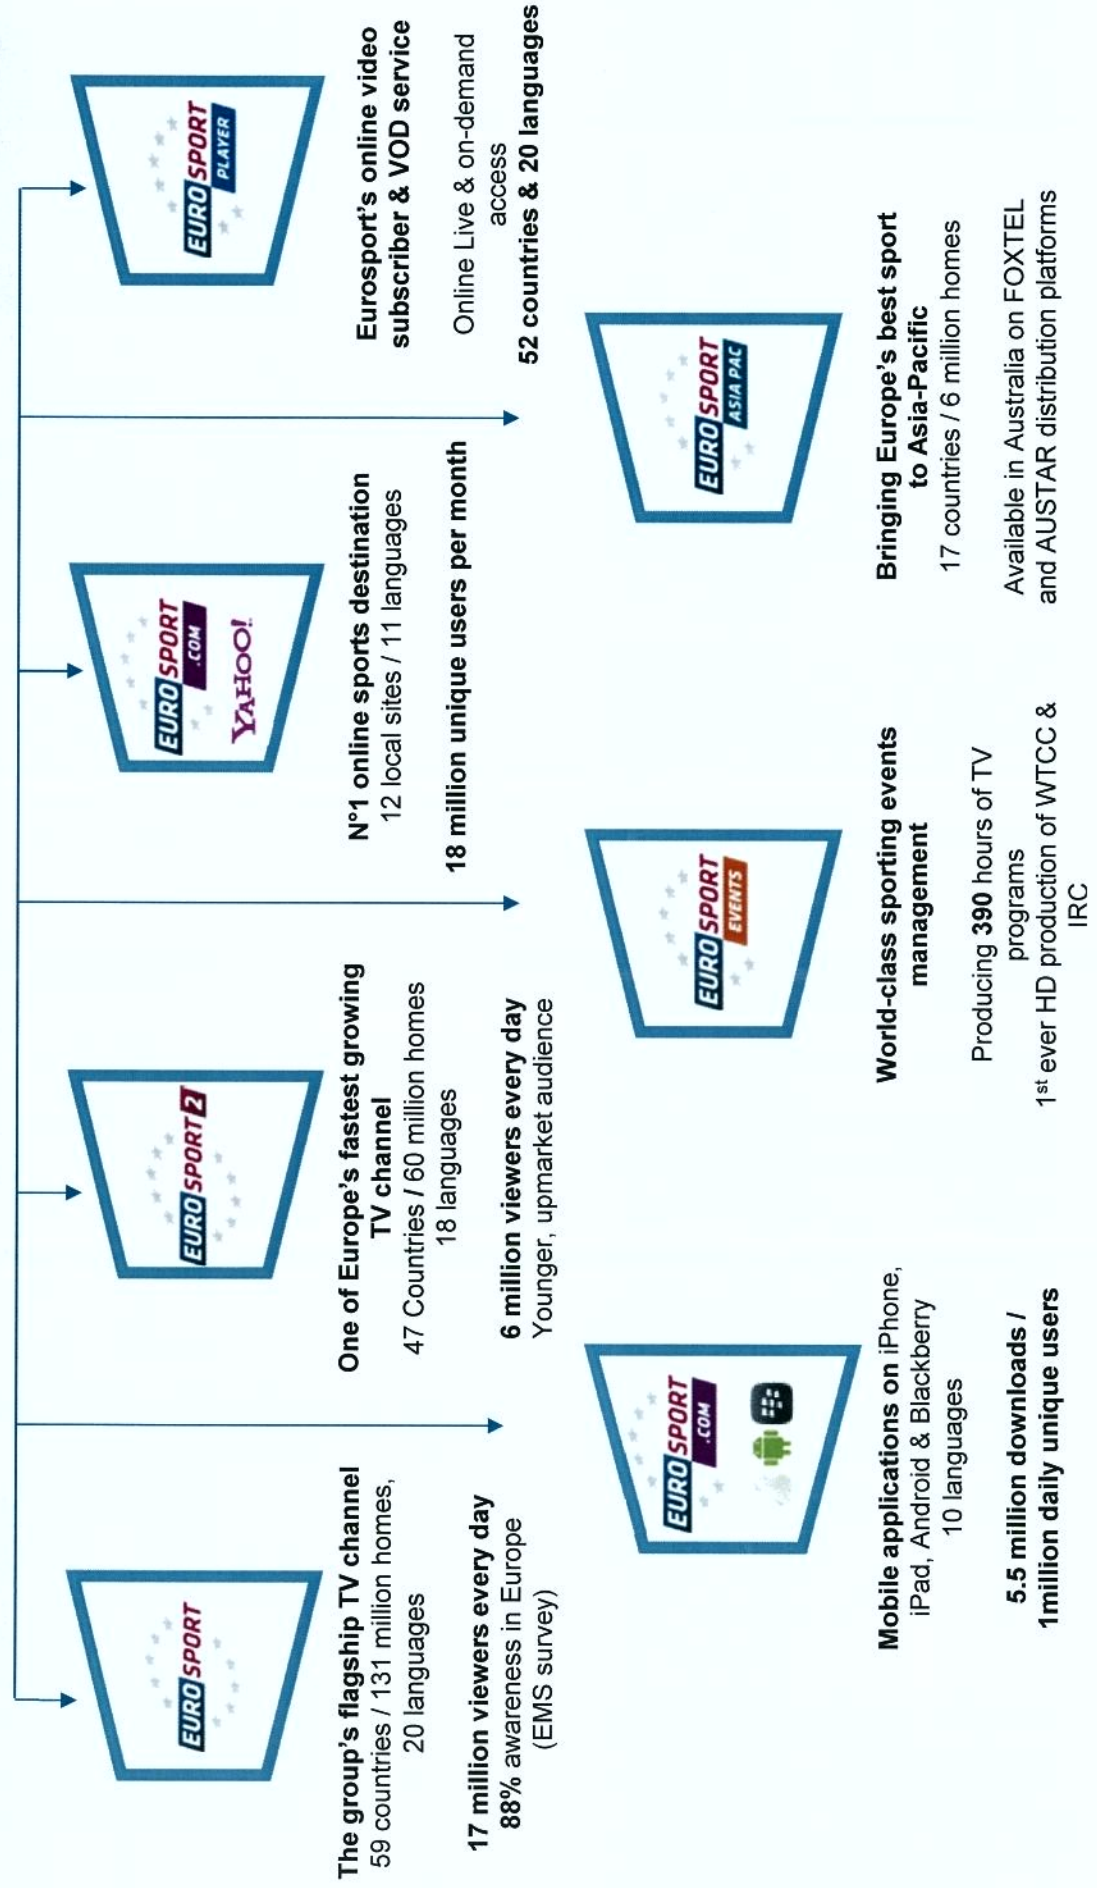 EUROSPORT
The group's flagship TV channel
59 countries / 131 million homes,
20 languages
17 million viewers every day
88% awareness in Europe
(EMS survey)
EUROSPORT 2
One of Europe's fastest growing
TV channel
47 Countries / 60 million homes
18 languages
6 million viewers every day
Younger, upmarket audience
EUROSPORT
.COM
YAHOO!
N°1 online sports destination
12 local sites / 11 languages
18 million unique users per month
EUROSPORT
PLAYER
Eurosport's online video
subscriber & VOD service
Online Live & on-demand
access
52 countries & 20 languages
EUROSPORT
.COM
Mobile applications on iPhone,
iPad, Android & Blackberry
10 languages
5.5 million downloads /
1million daily unique users
EUROSPORT
EVENTS
World-class sporting events
management
Producing 390 hours of TV
programs
1st ever HD production of WTCC &
IRC
EUROSPORT
ASIA PAC
Bringing Europe's best sport
to Asia-Pacific
17 countries / 6 million homes
Available in Australia on FOXTEL
and AUSTAR distribution platforms